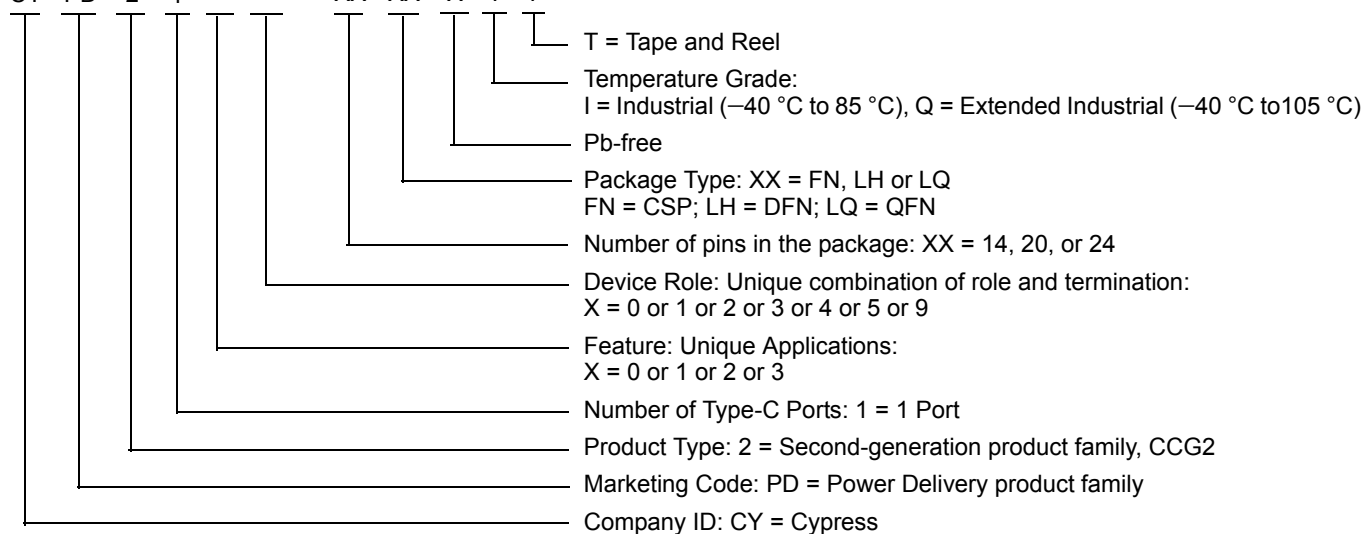 T = Tape and Reel
Temperature Grade:
I = Industrial (–40 °C to 85 °C), Q = Extended Industrial (–40 °C to105 °C)
Pb-free
Package Type: XX = FN, LH or LQ
FN = CSP; LH = DFN; LQ = QFN
Number of pins in the package: XX = 14, 20, or 24
Device Role: Unique combination of role and termination:
X = 0 or 1 or 2 or 3 or 4 or 5 or 9
Feature: Unique Applications:
X = 0 or 1 or 2 or 3
Number of Type-C Ports: 1 = 1 Port
Product Type: 2 = Second-generation product family, CCG2
Marketing Code: PD = Power Delivery product family
Company ID: CY = Cypress